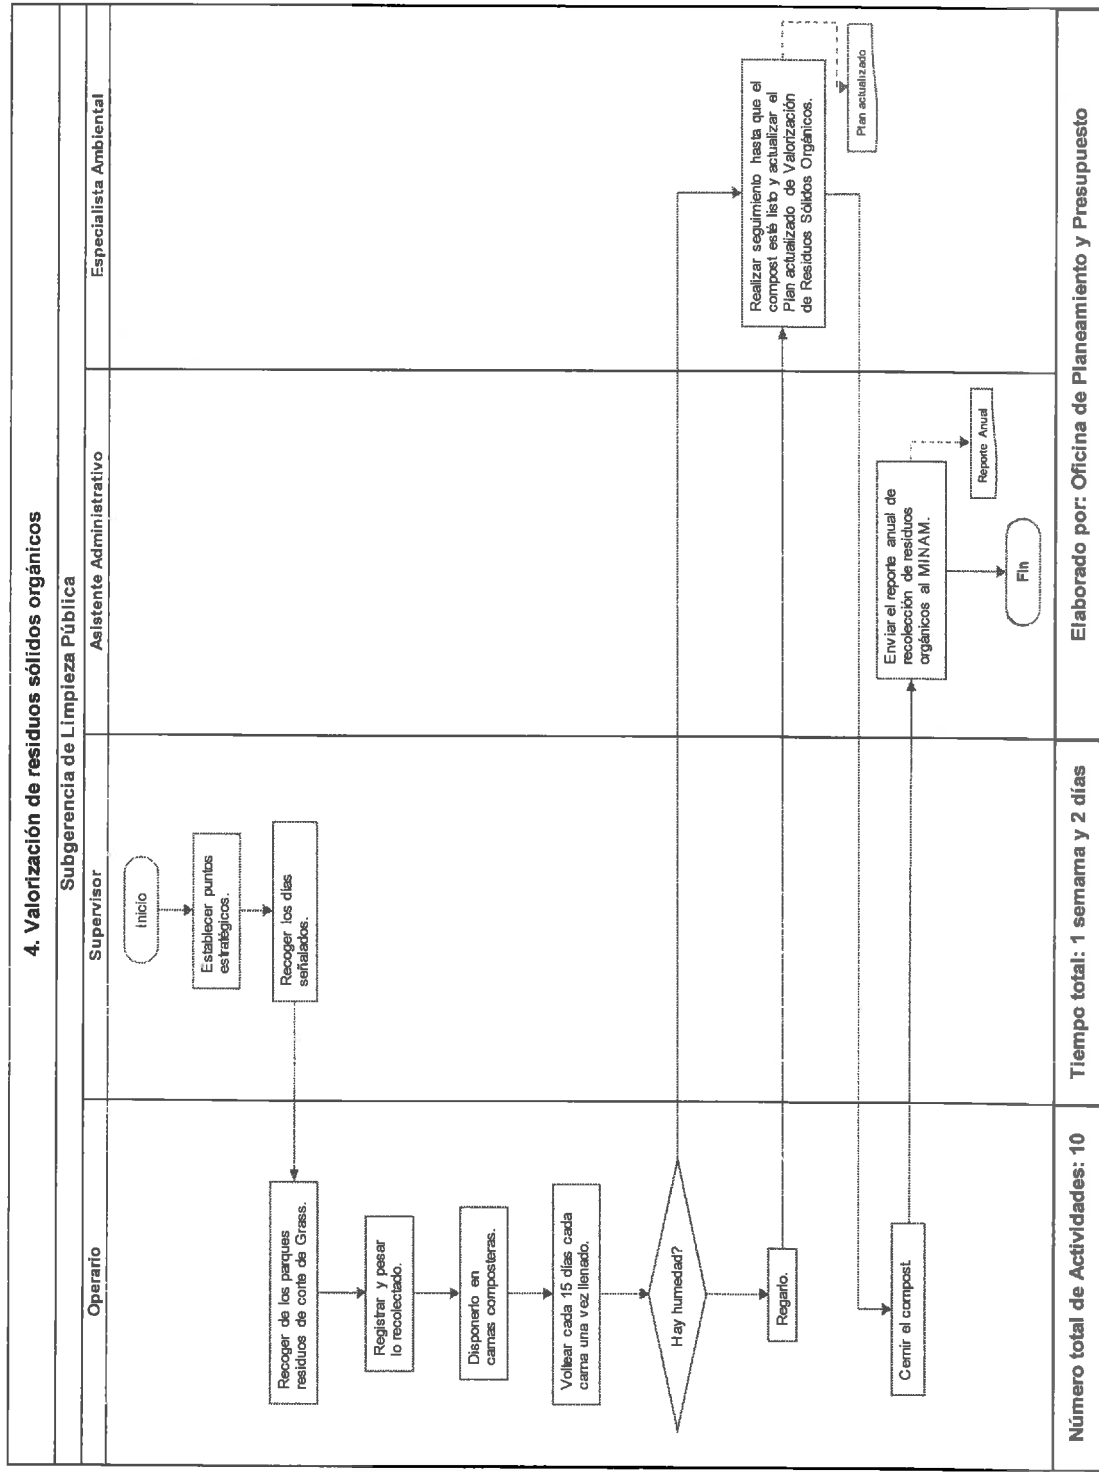 4. Valorización de residuos sólidos orgánicos
Subgerencia de Limpieza Pública
Operario
Supervisor
Asistente Administrativo
Especialista Ambiental
Inicio
Establecer puntos
estratégicos.
Recoger los días
señalados.
Recoger de los parques
residuos de corte de Grass.
Registrar y pesar
lo recolectado.
Disponerlo en
camas composteras.
Voltear cada 15 días cada
cama una vez llenado.
Hay humedad?
Regarlo.
Realizar seguimiento hasta que el
compost esté listo y actualizar el
Plan actualizado de Valorización
de Residuos Sólidos Orgánicos.
Plan actualizado
Cernir el compost.
Enviar el reporte anual de
recolección de residuos
orgánicos al MINAM.
Reporte Anual
Fin
Número total de Actividades: 10
Tiempo total: 1 semama y 2 días
Elaborado por: Oficina de Planeamiento y Presupuesto